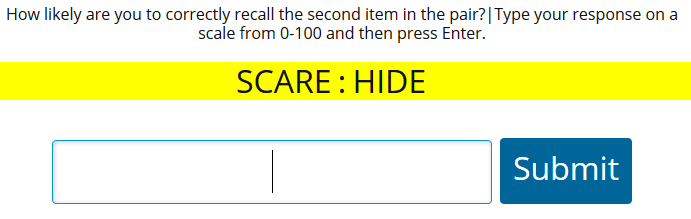 How likely are you to correctly recall the second item in the pair?|Type your response on a
scale from 0-100 and then press Enter.
SCARE : HIDE
Submit